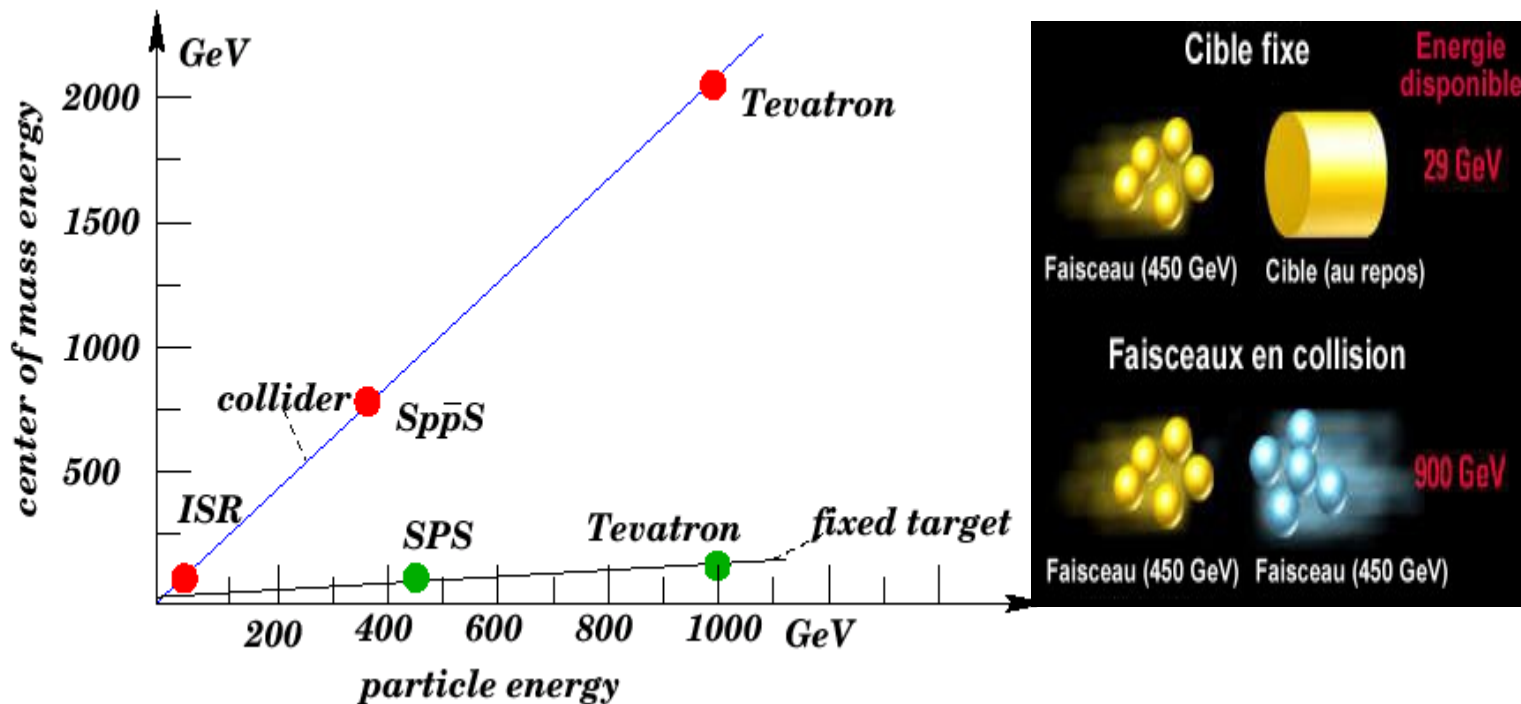 GeV
2000
Tevatron
1500
center of mass energy
1000
collider
SppS
500
ISR
SPS
Tevatron
fixed target
200
400
600
800
1000
GeV
particle energy
Cible fixe
Energie
disponible
29 GeV
Faisceau (450 GeV)
Cible (au repos)
Faisceaux en collision
900 GeV
Faisceau (450 GeV)
Faisceau (450 GeV)